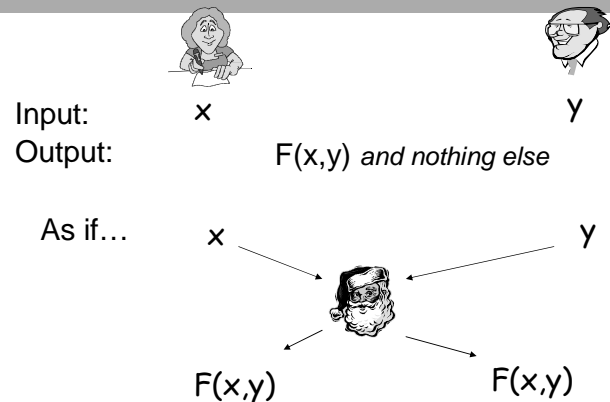 Input: x y
Output: F(x,y) and nothing else
As if… x y
F(x,y) F(x,y)